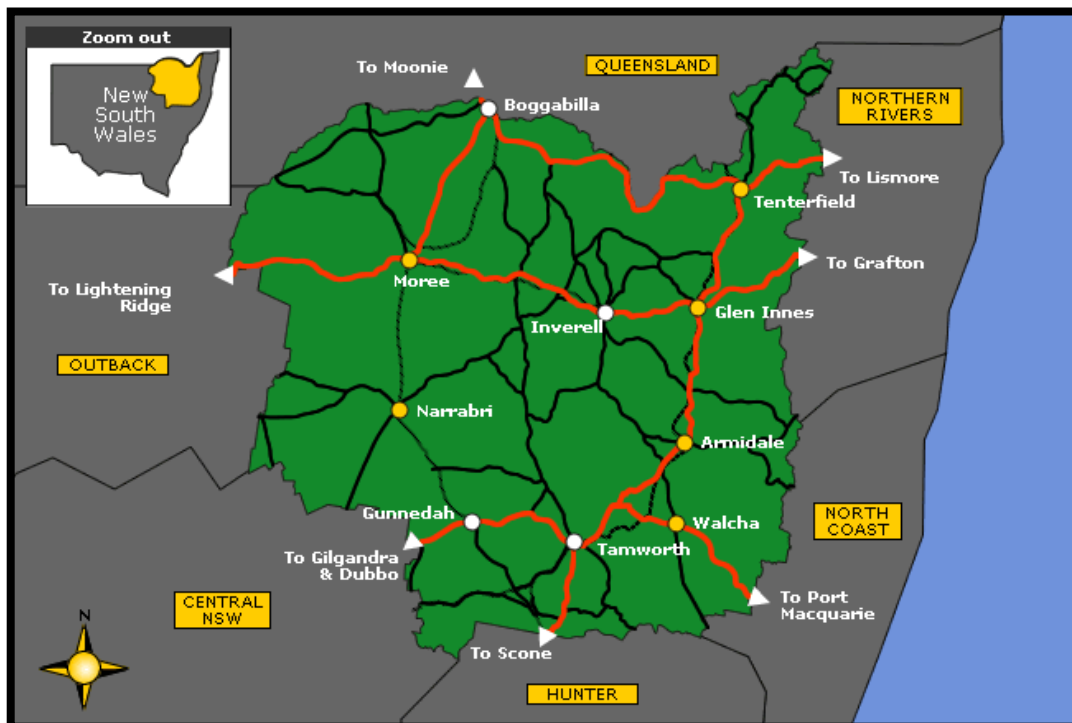 Zoom out
New
South
Wales
To Moonie
QUEENSLAND
NORTHERN
RIVERS
Boggabilla
To Lismore
Tenterfield
To Grafton
Moree
To Lightening
Ridge
Inverell
Glen Innes
OUTBACK
Narrabri
Armidale
Gunnedah
Walcha
NORTH
COAST
Tamworth
To Gilgandra
& Dubbo
CENTRAL
NSW
To Port
Macquarie
N
To Scone
HUNTER